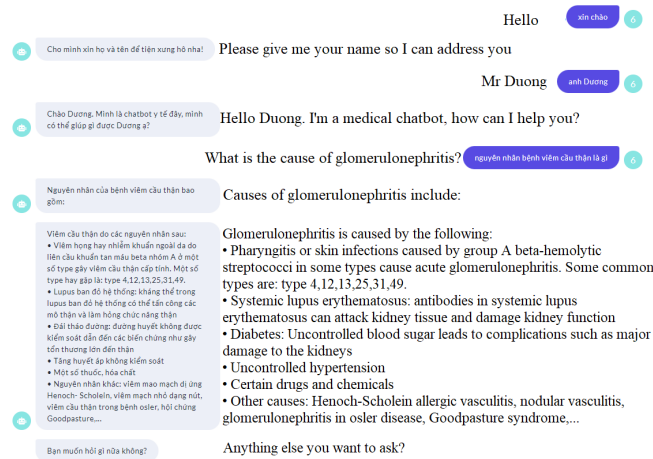 Hello
xin chào
6
Cho mình xin họ và tên để tiện xưng hô nha!
Please give me your name so I can address you
Mr Duong
anh Dương
6
Chào Dương. Mình là chatbot y tế đây, mình
có thể giúp gì được Dương ạ?
Hello Duong. I'm a medical chatbot, how can I help you?
What is the cause of glomerulonephritis?
nguyên nhân bệnh viêm cầu thận là gì
6
Nguyên nhân của bệnh viêm cầu thận bao
gồm:
Causes of glomerulonephritis include:
Viêm cầu thận do các nguyên nhân sau:
• Viêm họng hay nhiễm khuẩn ngoài da do
liên cầu khuẩn tan máu beta nhóm A ở một
số type gây viêm cầu thận cấp tính. Một số
type hay gặp là: type 4,12,13,25,31,49.
• Lupus ban đỏ hệ thống: kháng thể trong
lupus ban đỏ hệ thống có thể tấn công các
mô thận và làm hỏng chức năng thận
• Đái tháo đường: đường huyết không được
kiểm soát dẫn đến các biến chứng như gây
tổn thương lớn đến thận
• Tăng huyết áp không kiểm soát
• Một số thuốc, hóa chất
• Nguyên nhân khác: viêm mao mạch dị ứng
Henoch- Scholein, viêm mạch nhỏ dạng nút,
viêm cầu thận trong bệnh osler, hội chứng
Goodpasture,...
Glomerulonephritis is caused by the following:
• Pharyngitis or skin infections caused by group A beta-hemolytic
streptococci in some types cause acute glomerulonephritis. Some common
types are: type 4,12,13,25,31,49.
• Systemic lupus erythematosus: antibodies in systemic lupus
erythematosus can attack kidney tissue and damage kidney function
• Diabetes: Uncontrolled blood sugar leads to complications such as major
damage to the kidneys
• Uncontrolled hypertension
• Certain drugs and chemicals
• Other causes: Henoch-Scholein allergic vasculitis, nodular vasculitis,
glomerulonephritis in osler disease, Goodpasture syndrome,...
Bạn muốn hỏi gì nữa không?
Anything else you want to ask?